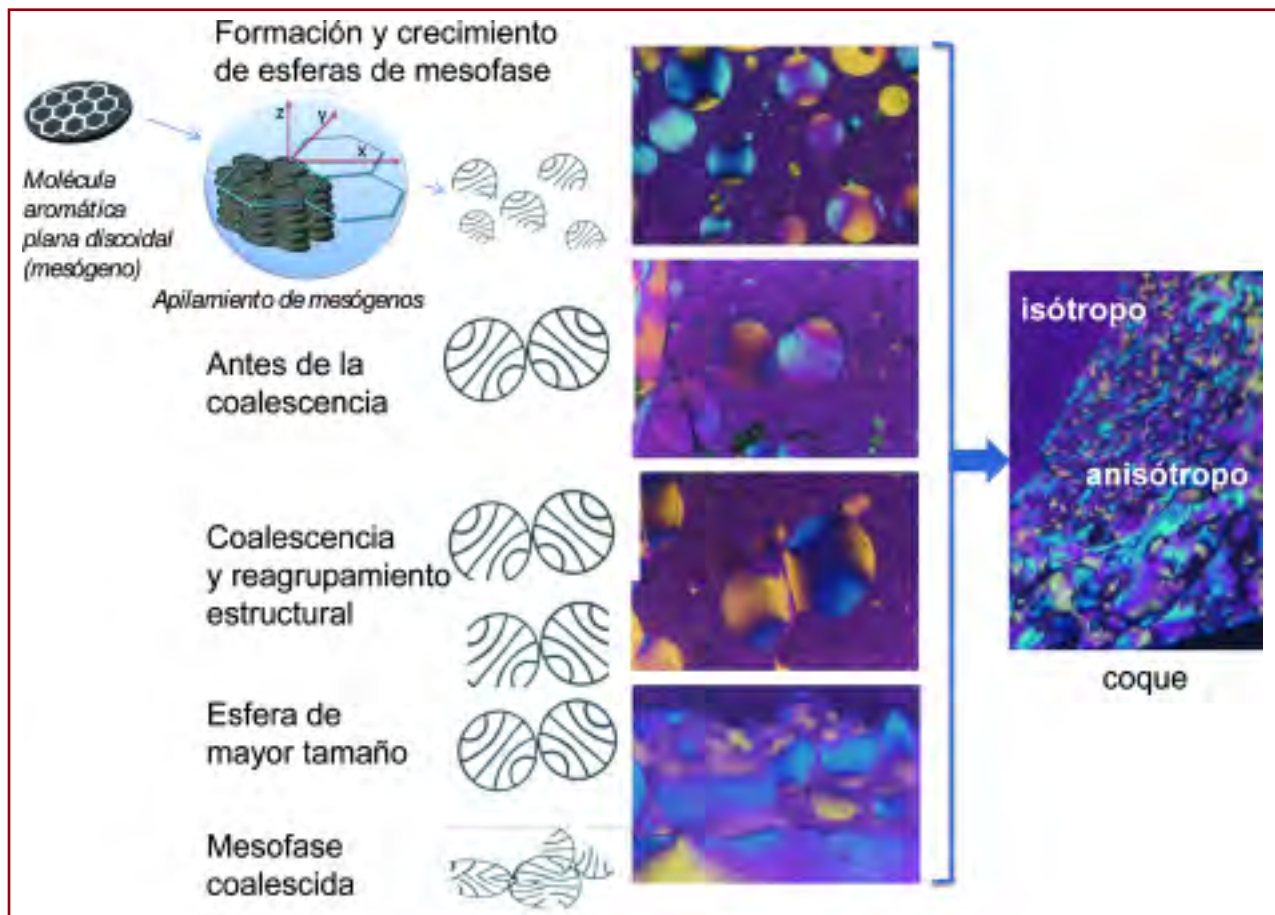 Formación y crecimiento
de esferas de mesofase
Molécula
aromática
plana discoidal
(mesógeno)
z
y
x
Apilamiento de mesógenos
Antes de la
coalescencia
Coalescencia
y reagrupamiento
estructural
Esfera de
mayor tamaño
Mesofase
coalescida
isótropo
anisótropo
coque